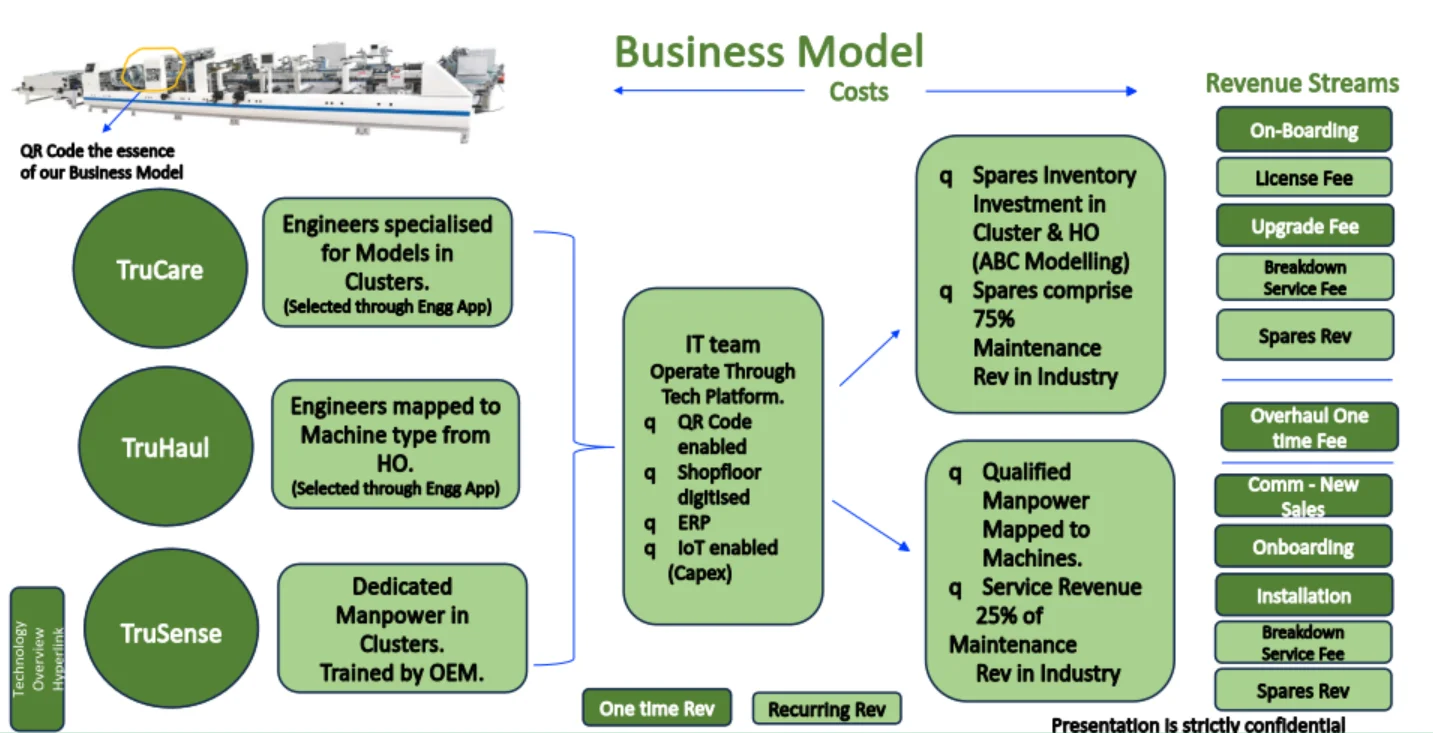 Business Model
Costs
Revenue Streams
QR Code the essence
of our Business Model
TruCare
Engineers specialised
for Models in
Clusters.
(Selected through Engg App)
TruHaul
Engineers mapped to
Machine type from
HO.
(Selected through Engg App)
TruSense
Dedicated
Manpower in
Clusters.
Trained by OEM.
Technology
Overview
Hyperlink
IT team
Operate Through
Tech Platform.
q QR Code
enabled
q Shopfloor
digitised
q ERP
q IoT enabled
(Capex)
q Spares Inventory
Investment in
Cluster & HO
(ABC Modelling)
q Spares comprise
75%
Maintenance
Rev in Industry
q Qualified
Manpower
Mapped to
Machines.
q Service Revenue
25% of
Maintenance
Rev in Industry
On-Boarding
License Fee
Upgrade Fee
Breakdown
Service Fee
Spares Rev
Overhaul One
time Fee
Comm - New
Sales
Onboarding
Installation
Breakdown
Service Fee
Spares Rev
One time Rev
Recurring Rev
Presentation is strictly confidential